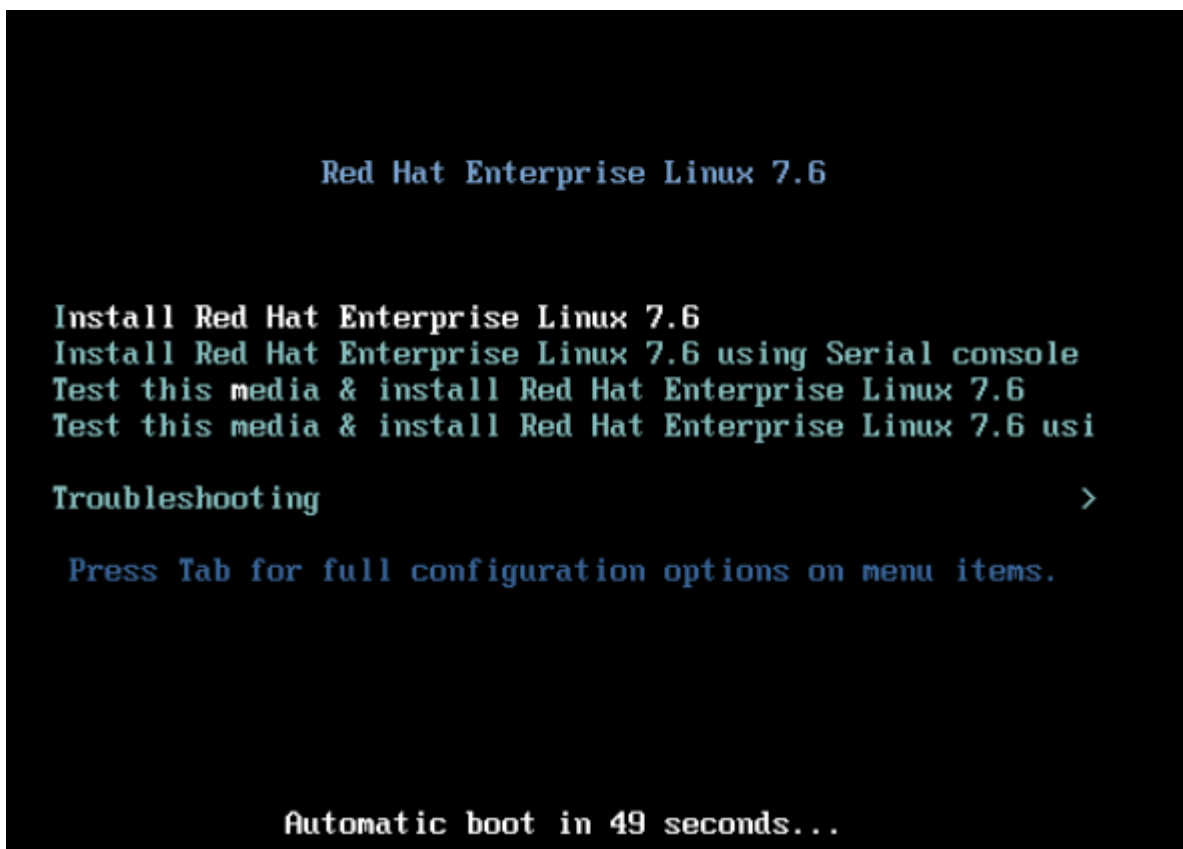 Red Hat Enterprise Linux 7.6
Install Red Hat Enterprise Linux 7.6
Install Red Hat Enterprise Linux 7.6 using Serial console
Test this media & install Red Hat Enterprise Linux 7.6
Test this media & install Red Hat Enterprise Linux 7.6 usi
Troubleshooting >
Press Tab for full configuration options on menu items.
Automatic boot in 49 seconds...